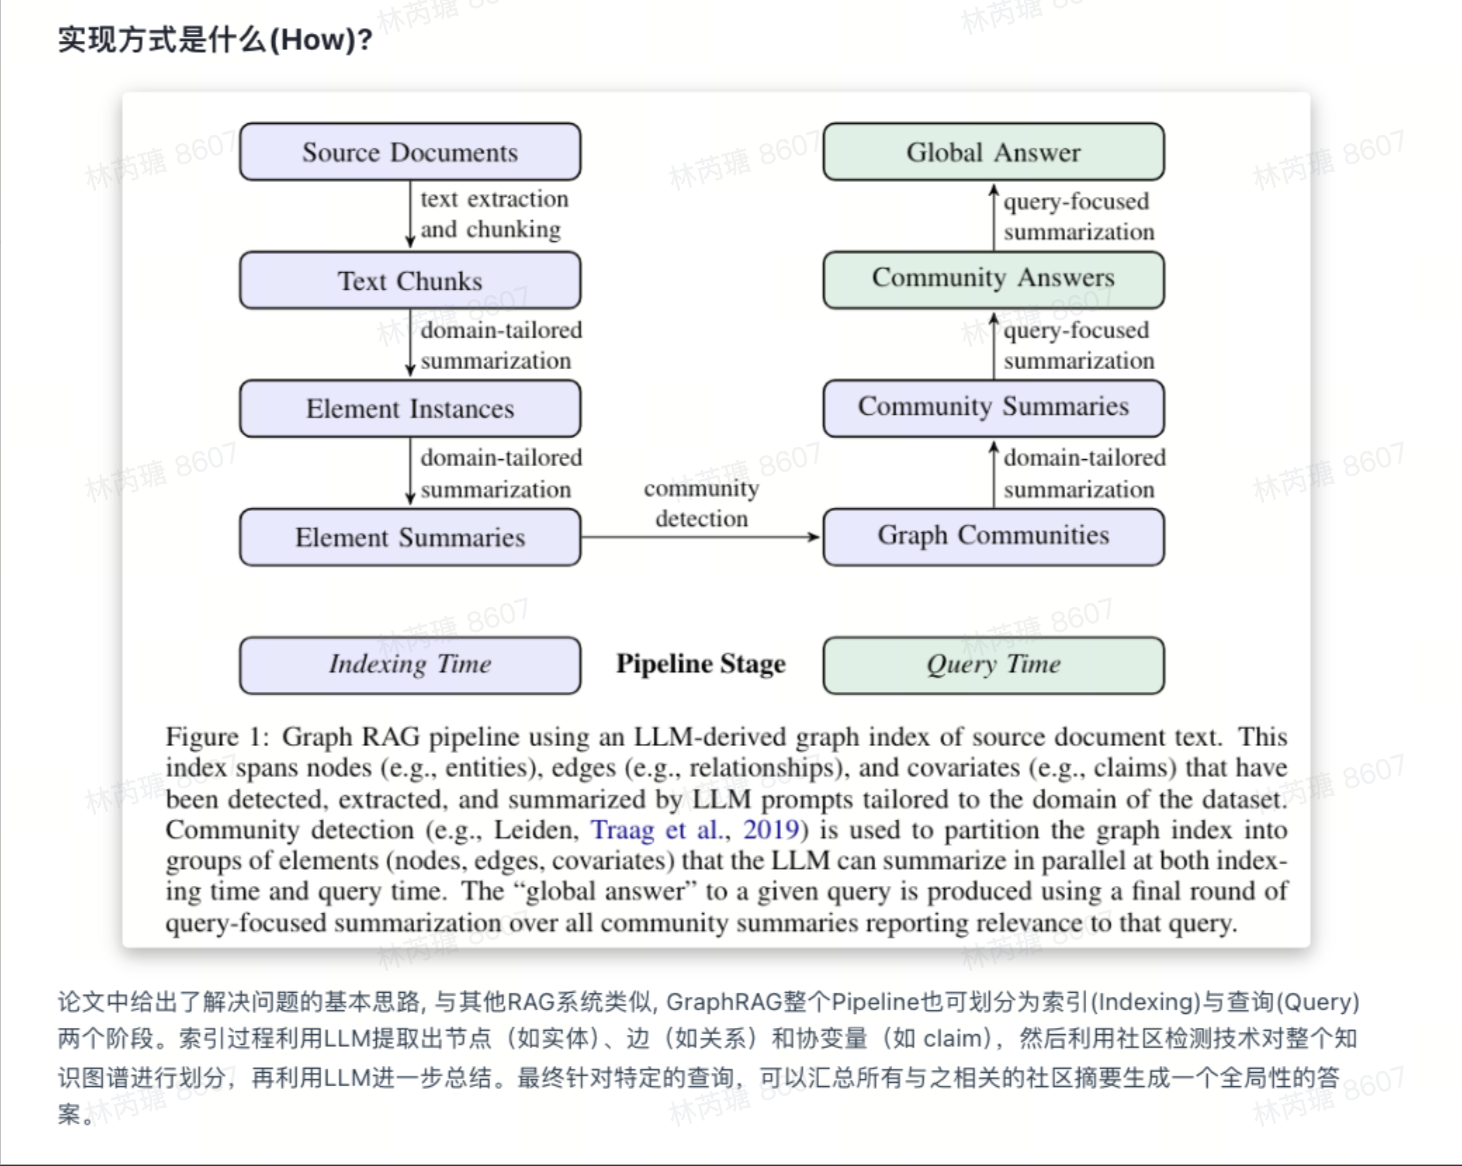 实现方式是什么(How)?
Source Documents
text extraction
and chunking
Text Chunks
domain-tailored
summarization
Element Instances
domain-tailored
summarization
Element Summaries
community
detection
Global Answer
query-focused
summarization
Community Answers
query-focused
summarization
Community Summaries
domain-tailored
summarization
Graph Communities
Indexing Time
Pipeline Stage
Query Time
Figure 1: Graph RAG pipeline using an LLM-derived graph index of source document text. This
index spans nodes (e.g., entities), edges (e.g., relationships), and covariates (e.g., claims) that have
been detected, extracted, and summarized by LLM prompts tailored to the domain of the dataset.
Community detection (e.g., Leiden, Traag et al., 2019) is used to partition the graph index into
groups of elements (nodes, edges, covariates) that the LLM can summarize in parallel at both index-
ing time and query time. The “global answer” to a given query is produced using a final round of
query-focused summarization over all community summaries reporting relevance to that query.
论文中给出了解决问题的基本思路, 与其他RAG系统类似, GraphRAG整个Pipeline也可划分为索引(Indexing)与查询(Query)
两个阶段。索引过程利用LLM提取出节点（如实体）、边（如关系）和协变量（如 claim），然后利用社区检测技术对整个知
识图谱进行划分，再利用LLM进一步总结。最终针对特定的查询，可以汇总所有与之相关的社区摘要生成一个全局性的答
案。
林芮瑭 8607